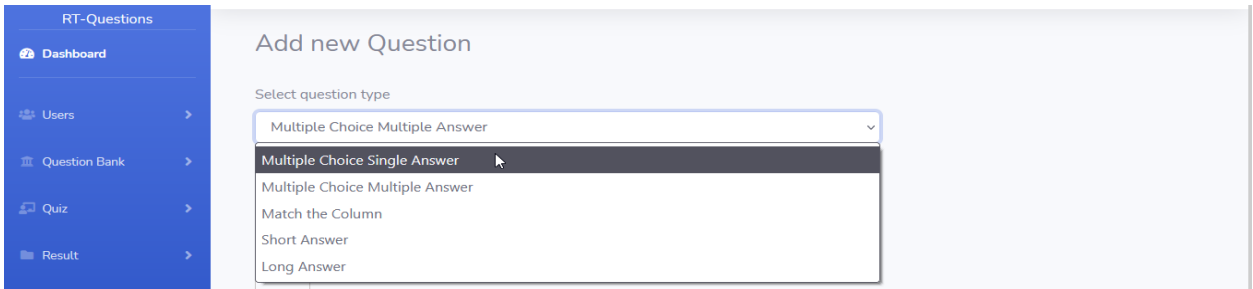 RT-Questions
Dashboard
Users
Question Bank
Quiz
Result
Add new Question
Select question type
Multiple Choice Multiple Answer
Multiple Choice Single Answer
Multiple Choice Multiple Answer
Match the Column
Short Answer
Long Answer